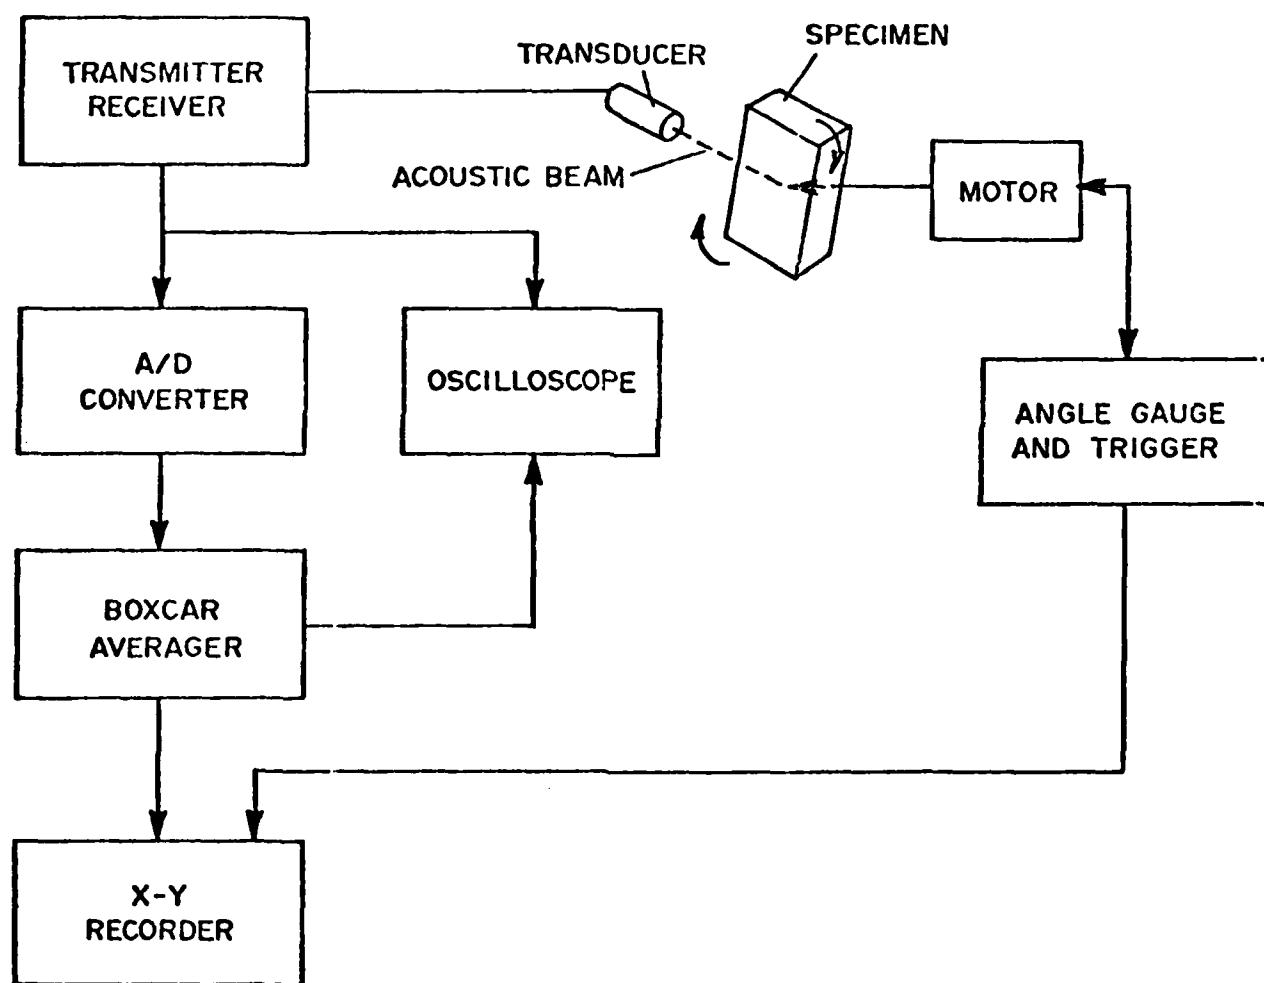 SPECIMEN
TRANSDUCER
TRANSMITTER
RECEIVER
ACOUSTIC BEAM
MOTOR
A/D
CONVERTER
OSCILLOSCOPE
ANGLE GAUGE
AND TRIGGER
BOXCAR
AVERAGER
X-Y
RECORDER